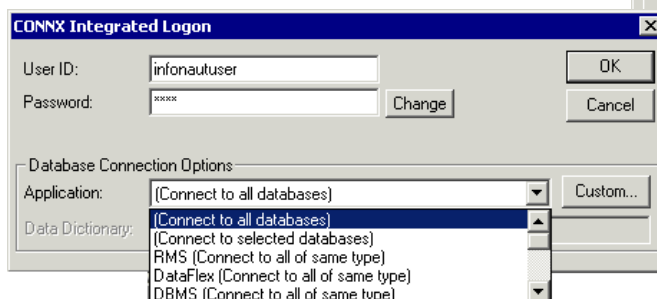 CONNX Integrated Logon
User ID: infonautuser OK
Password: xxxx Change Cancel
Database Connection Options
Application: (Connect to all databases) Custom...
Data Dictionary: (Connect to all databases)
(Connect to selected databases)
RMS (Connect to all of same type)
DataFlex (Connect to all of same type)
DBMS (Connect to all of same type)